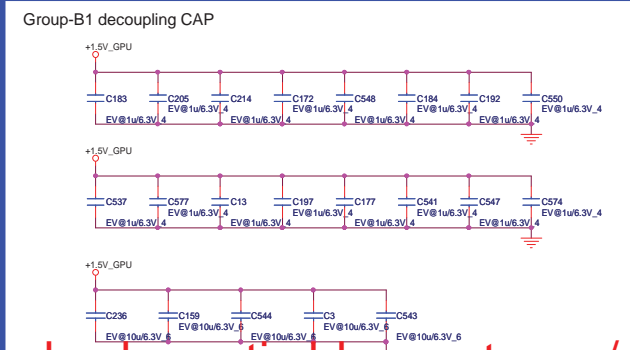 Group-B1 decoupling CAP
+1.5V_GPU
C183 C205 C214 C172 C548 C184 C192 C550
EV@1u/6.3V_4 EV@1u/6.3V_4 EV@1u/6.3V_4 EV@1u/6.3V_4
EV@1u/6.3V_4 EV@1u/6.3V_4 EV@1u/6.3V_4 EV@1u/6.3V_4
+1.5V_GPU
C537 C577 C13 C197 C177 C541 C547 C574
EV@1u/6.3V_4 EV@1u/6.3V_4 EV@1u/6.3V_4 EV@1u/6.3V_4
EV@1u/6.3V_4 EV@1u/6.3V_4 EV@1u/6.3V_4 EV@1u/6.3V_4
+1.5V_GPU
C236 C159 C544 C3 C543
EV@10u/6.3V_6 EV@10u/6.3V_6
EV@10u/6.3V_6 EV@10u/6.3V_6 EV@10u/6.3V_6